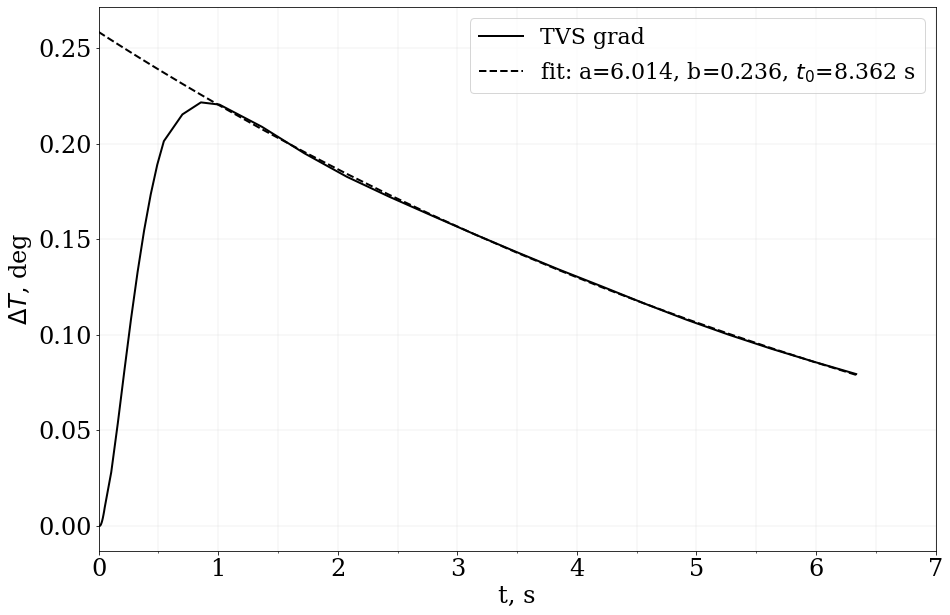 TVS grad
fit: a=6.014, b=0.236, t₀=8.362 s
ΔT, deg
0.25
0.20
0.15
0.10
0.05
0.00
0 1 2 3 4 5 6 7
t, s